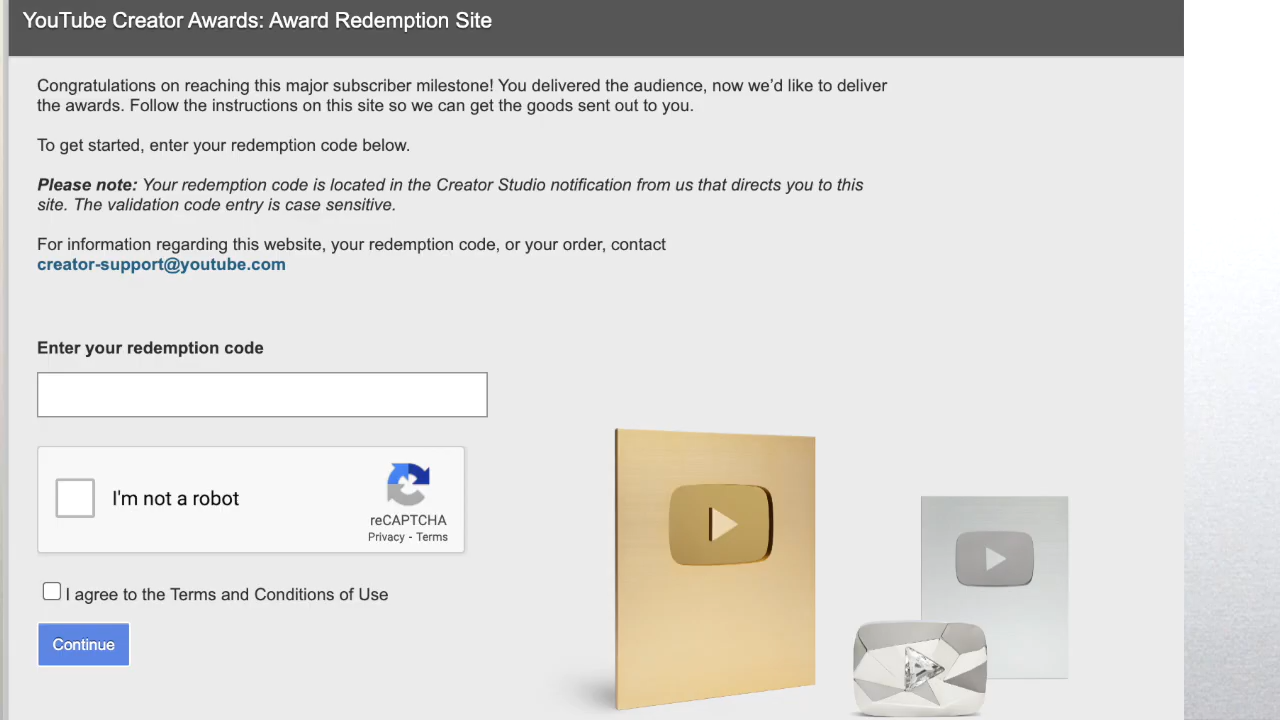 YouTube Creator Awards: Award Redemption Site
Congratulations on reaching this major subscriber milestone! You delivered the audience, now we'd like to deliver
the awards. Follow the instructions on this site so we can get the goods sent out to you.
To get started, enter your redemption code below.
Please note: Your redemption code is located in the Creator Studio notification from us that directs you to this
site. The validation code entry is case sensitive.
For information regarding this website, your redemption code, or your order, contact
creator-support@youtube.com
Enter your redemption code
I'm not a robot
reCAPTCHA
Privacy - Terms
I agree to the Terms and Conditions of Use
Continue